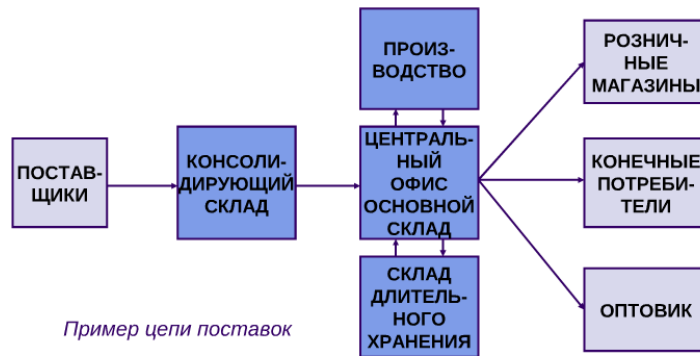 ПОСТАВ-
ЩИКИ
КОНСОЛИ-
ДИРУЮЩИЙ
СКЛАД
ПРОИЗ-
ВОДСТВО
ЦЕНТРАЛЬ-
НЫЙ
ОФИС
ОСНОВНОЙ
СКЛАД
СКЛАД
ДЛИТЕЛЬ-
НОГО
ХРАНЕНИЯ
РОЗНИЧ-
НЫЕ
МАГАЗИНЫ
КОНЕЧНЫЕ
ПОТРЕБИ-
ТЕЛИ
ОПТОВИК
Пример цепи поставок